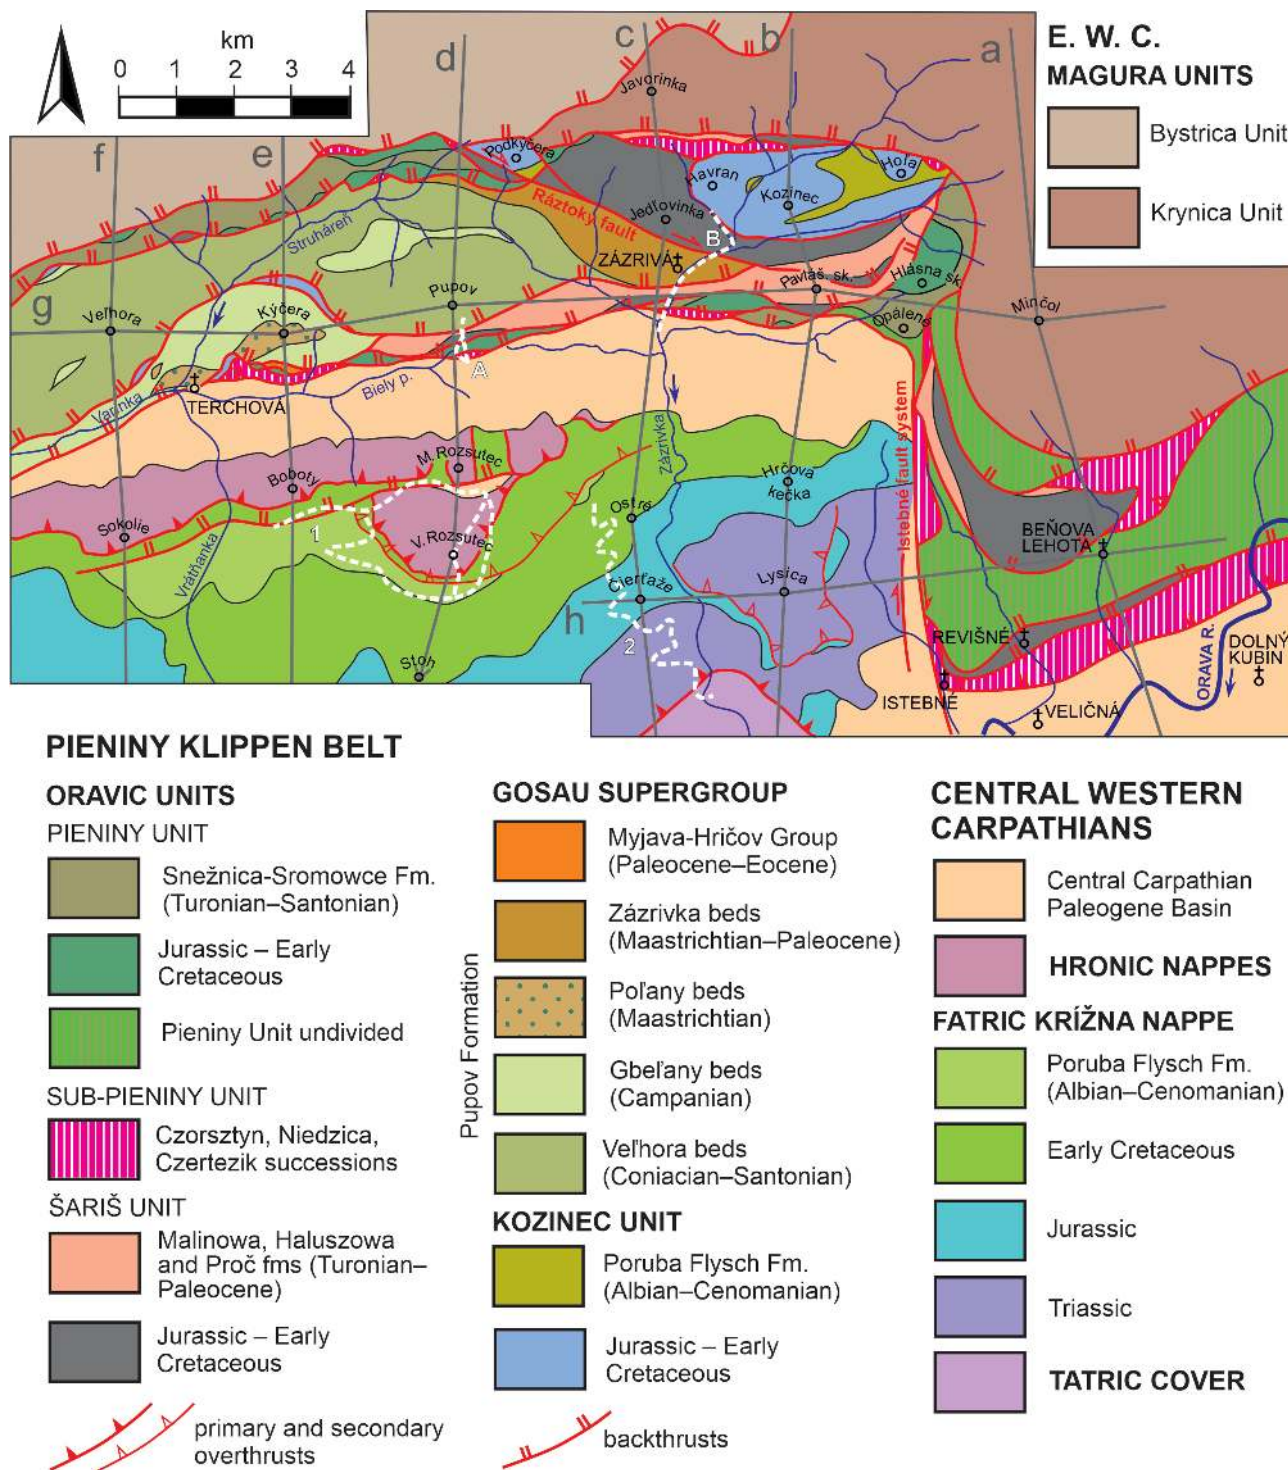 km
0 1 2 3 4
E. W. C.
MAGURA UNITS
Bystrica Unit
Krynica Unit
a
b
c
d
e
f
g
h
Javorinka
Podkyčera
Havran
Hoľa
Kozinec
Jedľovinka
Ráztoky fault
B
Struháreň
ZÁZRIVÁ
Pavláš. sk.
Hlásna sk.
Pupov
Veľhora
Kýčera
Opálené
Minčol
A
Varínka
TERCHOVÁ
Biely p.
Zázrivka
Istebné fault system
M. Rozsutec
Boboty
Hrčova
kečka
Ostré
Sokolie
1
V. Rozsutec
Vrátňanka
BEŇOVA
LEHOTA
Lysica
Cierťaže
2
REVIŠNÉ
ORAVA R.
DOLNÝ
KUBÍN
Stoh
ISTEBNÉ
VELIČNÁ
PIENINY KLIPPEN BELT
ORAVIC UNITS
PIENINY UNIT
Snežnica-Sromowce Fm.
(Turonian–Santonian)
Jurassic – Early
Cretaceous
Pieniny Unit undivided
SUB-PIENINY UNIT
Czorsztyn, Niedzica,
Czertezik successions
ŠARIŠ UNIT
Malinowa, Haluszowa
and Proč fms (Turonian–
Paleocene)
Jurassic – Early
Cretaceous
primary and secondary
overthrusts
GOSAU SUPERGROUP
Myjava-Hričov Group
(Paleocene–Eocene)
Pupov Formation
Zázrivka beds
(Maastrichtian–Paleocene)
Poľany beds
(Maastrichtian)
Gbeľany beds
(Campanian)
Veľhora beds
(Coniacian–Santonian)
KOZINEC UNIT
Poruba Flysch Fm.
(Albian–Cenomanian)
Jurassic – Early
Cretaceous
backthrusts
CENTRAL WESTERN
CARPATHIANS
Central Carpathian
Paleogene Basin
HRONIC NAPPES
FATRIC KRÍŽNA NAPPE
Poruba Flysch Fm.
(Albian–Cenomanian)
Early Cretaceous
Jurassic
Triassic
TATRIC COVER